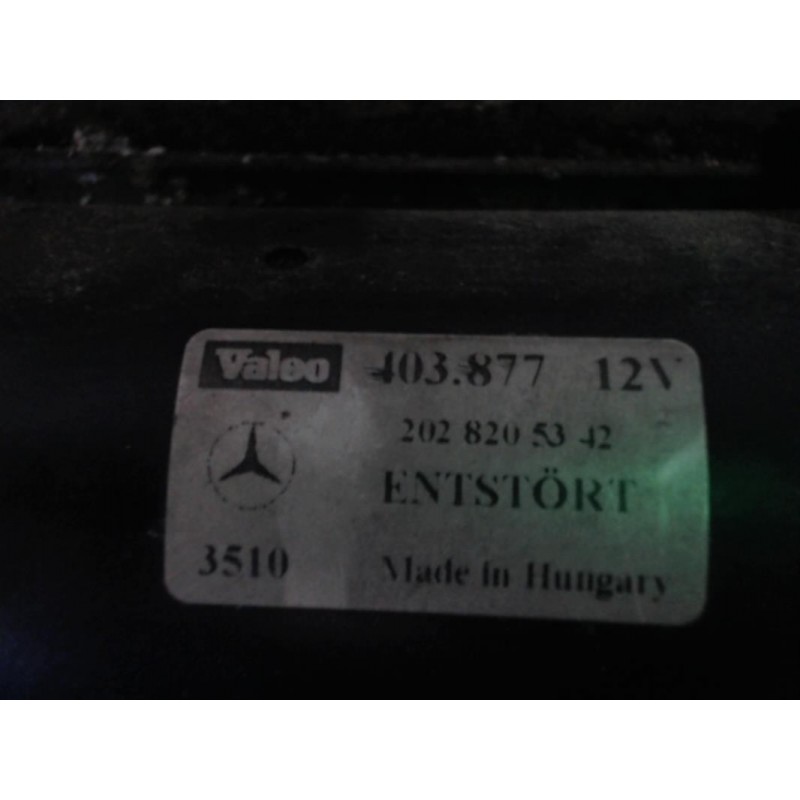 Valeo 403.877 12V
202 820 53 42
ENTSTÖRT
3510 Made in Hungary